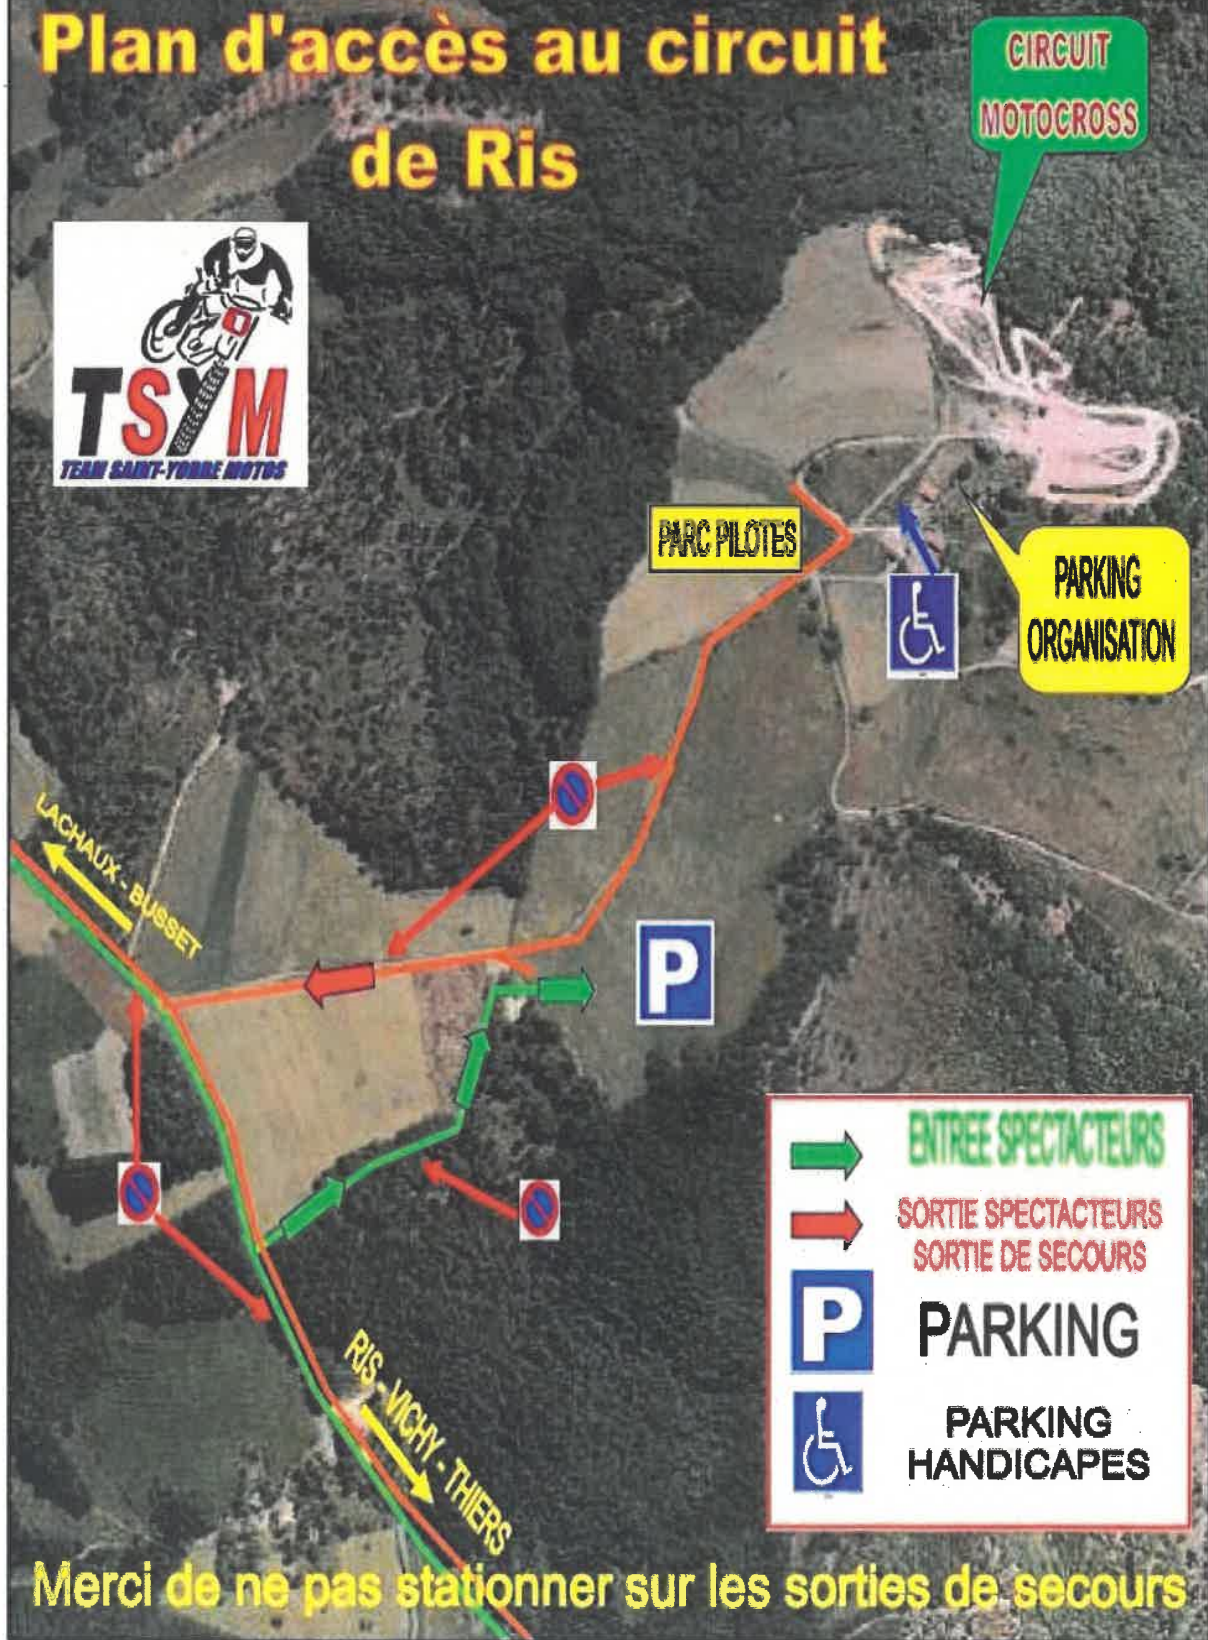 Plan d'accès au circuit
de Ris
CIRCUIT
MOTOCROSS
TSYM
TEAM SAINT-YORRE MOTOS
PARC PILOTES
PARKING
ORGANISATION
LACHAUX - BUSSET
P
RIS - VICHY - THIERS
ENTREE SPECTACTEURS
SORTIE SPECTACTEURS
SORTIE DE SECOURS
P PARKING
PARKING
HANDICAPES
Merci de ne pas stationner sur les sorties de secours